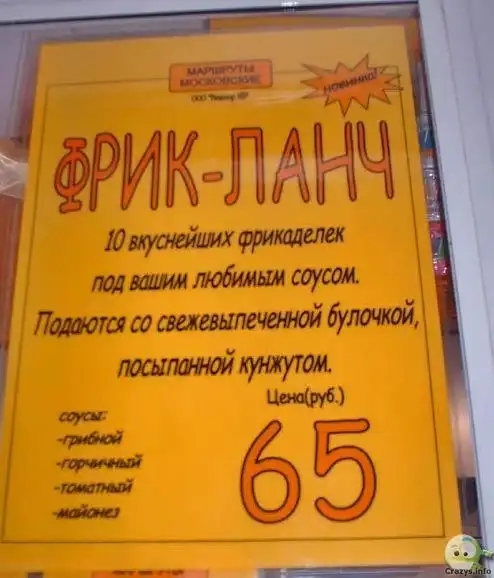 МАРШРУТЫ
МОСКОВСКИЕ
НОВИНКА!
ФРИК-ЛАНЧ
10 вкуснейших фрикаделек
под вашим любимым соусом.
Подаются со свежевыпеченной булочкой,
посыпанной кунжутом.
Цена(руб.)
65
соусы:
-грибной
-горчичный
-томатный
-майонез
Crazys.info